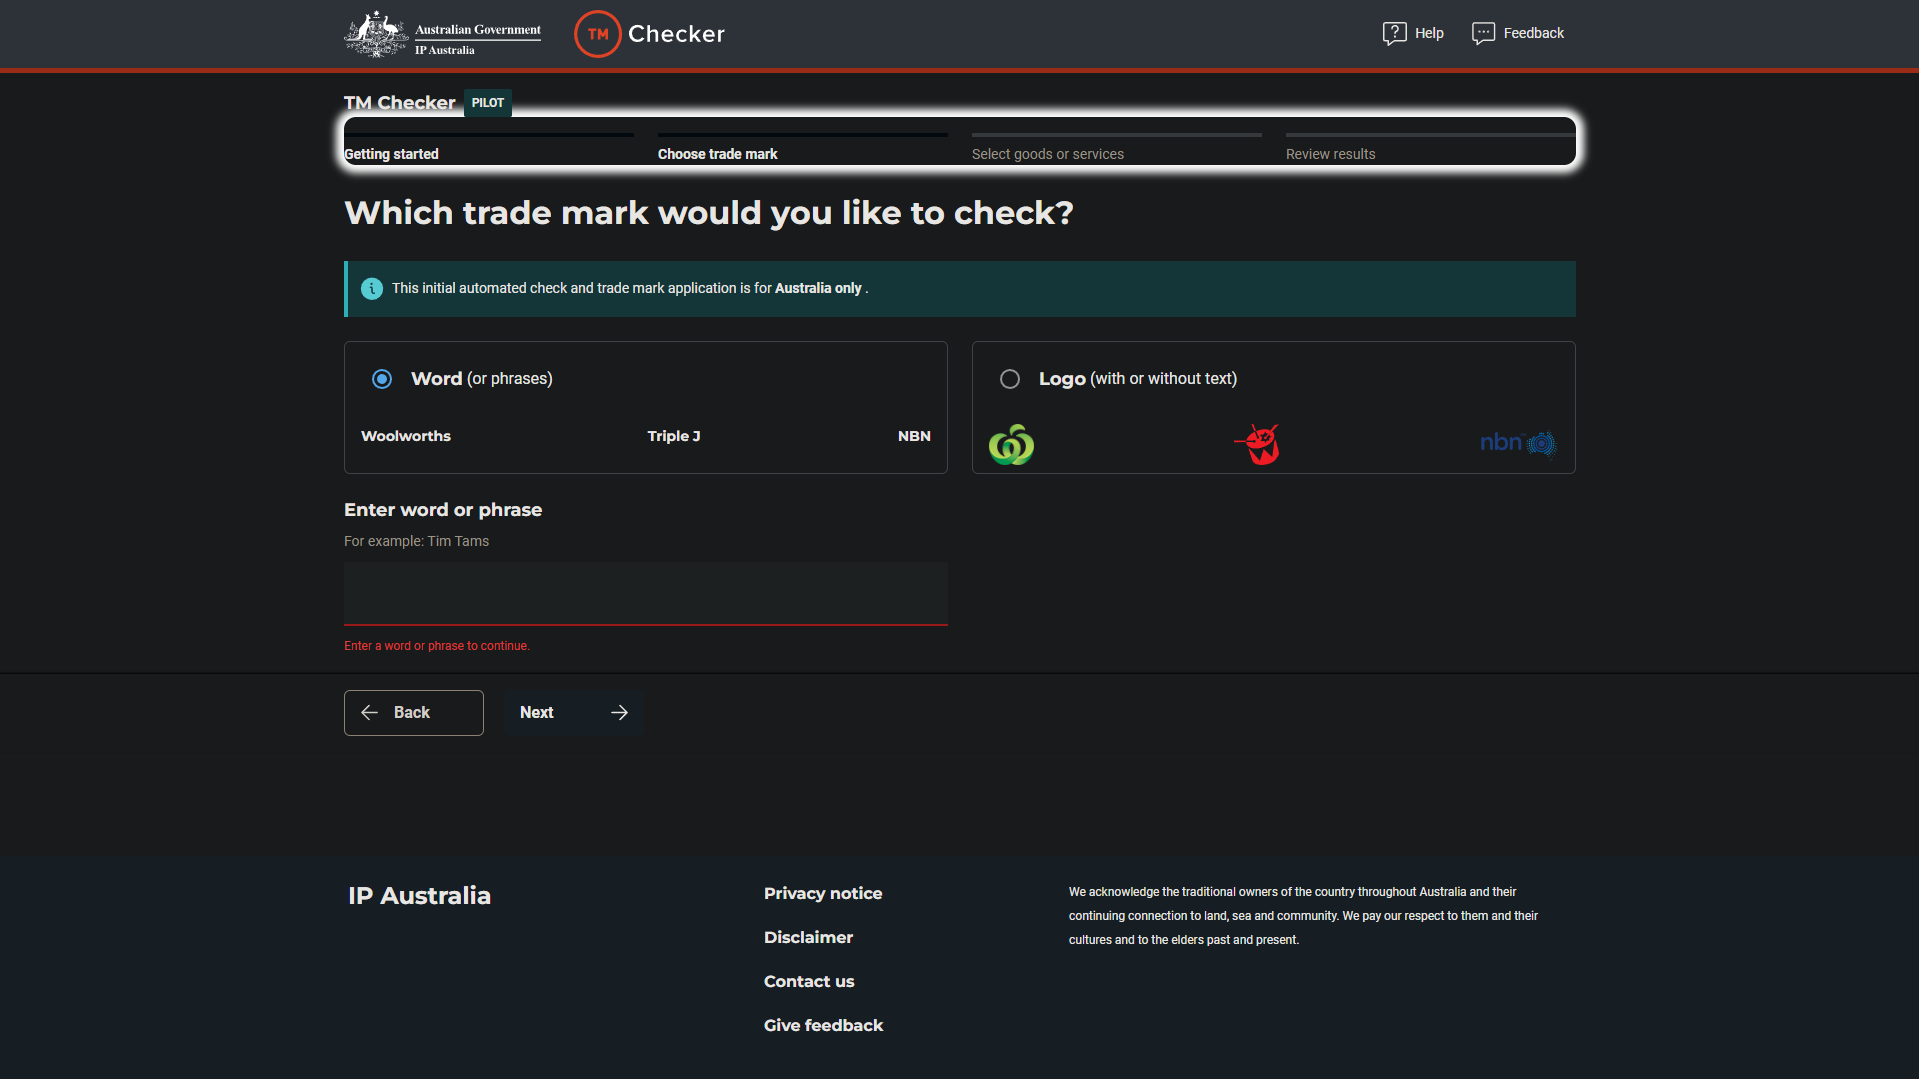 Australian Government
IP Australia
TM Checker
Help
Feedback
TM Checker PILOT
Getting started
Choose trade mark
Select goods or services
Review results
Which trade mark would you like to check?
This initial automated check and trade mark application is for Australia only .
Word (or phrases)
Woolworths
Triple J
NBN
Logo (with or without text)
nbn
Enter word or phrase
For example: Tim Tams
Enter a word or phrase to continue.
Back
Next
IP Australia
Privacy notice
Disclaimer
Contact us
Give feedback
We acknowledge the traditional owners of the country throughout Australia and their
continuing connection to land, sea and community. We pay our respect to them and their
cultures and to the elders past and present.